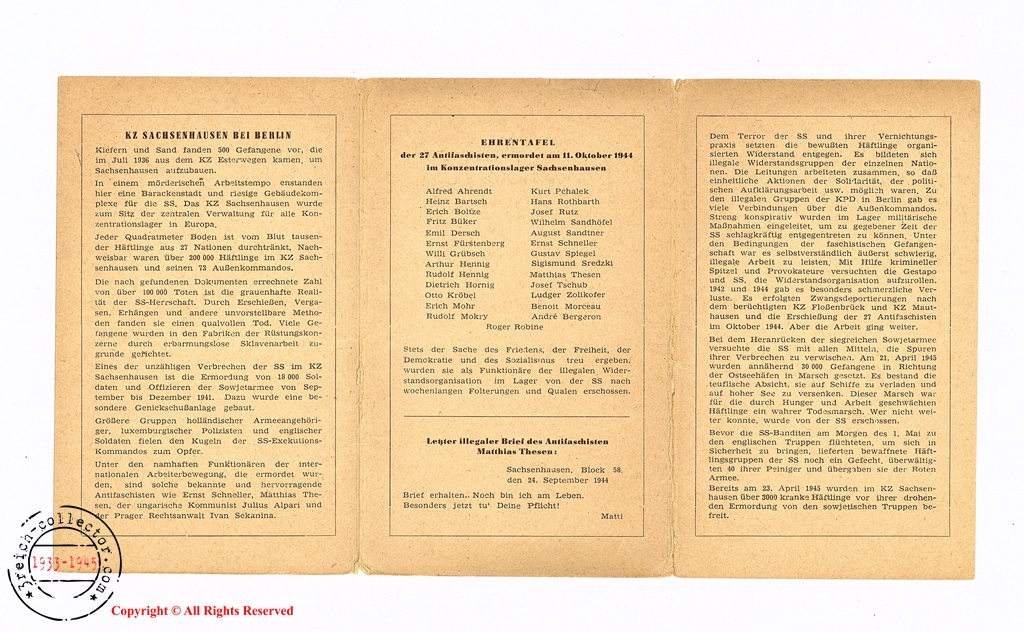 KZ SACHSENHAUSEN BEI BERLIN
Kiefern und Sand fanden 500 Gefangene vor, die
im Juli 1936 aus dem KZ Esterwegen kamen, um
Sachsenhausen aufzubauen.
In einem mörderischen Arbeitstempo enstanden
hier eine Barackenstadt und riesige Gebäudekom-
plexe für die SS. Das KZ Sachsenhausen wurde
zum Sitz der zentralen Verwaltung für alle Kon-
zentrationslager in Europa.
Jeder Quadratmeter Boden ist vom Blut tausen-
der Häftlinge aus 27 Nationen durchtränkt. Nach-
weisbar waren über 200 000 Häftlinge im KZ Sach-
senhausen und seinen 73 Außenkommandos.
Die nach gefundenen Dokumenten errechnete Zahl
von über 100 000 Toten ist die grauenhafte Reali-
tät der SS-Herrschaft. Durch Erschießen, Verga-
sen, Erhängen und andere unvorstellbare Metho-
den fanden sie einen qualvollen Tod. Viele Ge-
fangene wurden in den Fabriken der Rüstungskon-
zerne durch erbarmungslose Sklavenarbeit zu-
grunde gerichtet.
Eines der unzähligen Verbrechen der SS im KZ
Sachsenhausen ist die Ermordung von 18 000 Sol-
daten und Offizieren der Sowjetarmee von Sep-
tember bis Dezember 1941. Dazu wurde eine be-
sondere Genickschußanlage gebaut.
Größere Gruppen holländischer Armeeangehöri-
ger, luxemburgischer Polizisten und englischer
Soldaten fielen den Kugeln der SS-Exekutions-
Kommandos zum Opfer.
Unter den namhaften Funktionären der inter-
nationalen Arbeiterbewegung, die ermordet wur-
den, sind solche bekannte und hervorragende
Antifaschisten wie Ernst Schneller, Matthias The-
sen, der ungarische Kommunist Julius Alpari und
der Prager Rechtsanwalt Ivan Sekanina.
EHRENTAFEL
der 27 Antifaschisten, ermordet am 11. Oktober 1944
im Konzentrationslager Sachsenhausen
Alfred Ahrendt
Heinz Bartsch
Erich Boltze
Fritz Büker
Emil Dersch
Ernst Fürstenberg
Willi Grübsch
Arthur Hennig
Rudolf Hennig
Dietrich Hornig
Otto Kröbel
Erich Mohr
Rudolf Mokry
Kurt Pchalek
Hans Rothbarth
Josef Rutz
Wilhelm Sandhöfel
August Sandtner
Ernst Schneller
Gustav Spiegel
Sigismund Sredzki
Matthias Thesen
Josef Tschub
Ludger Zolikofer
Benoit Morceau
André Bergeron
Roger Robine
Stets der Sache des Friedens, der Freiheit, der
Demokratie und des Sozialismus treu ergeben,
wurden sie als Funktionäre der illegalen Wider-
standsorganisation im Lager von der SS nach
wochenlangen Folterungen und Qualen erschossen.
Letzter illegaler Brief des Antifaschisten
Matthias Thesen:
Sachsenhausen, Block 58,
den 24. September 1944
Brief erhalten. Noch bin ich am Leben.
Besonders jetzt tu' Deine Pflicht!
Matti
Dem Terror der SS und ihrer Vernichtungs-
praxis setzten die bewußten Häftlinge organi-
sierten Widerstand entgegen. Es bildeten sich
illegale Widerstandsgruppen der einzelnen Natio-
nen. Die Leitungen arbeiteten zusammen, so daß
einheitliche Aktionen der Solidarität, der politi-
schen Aufklärungsarbeit usw. möglich waren. Zu
den illegalen Gruppen der KPD in Berlin gab es
viele Verbindungen über die Außenkommandos.
Streng konspirativ wurden im Lager militärische
Maßnahmen eingeleitet, um zu gegebener Zeit der
SS schlagkräftig entgegentreten zu können. Unter
den Bedingungen der faschistischen Gefangen-
schaft war es selbstverständlich äußerst schwierig,
illegale Arbeit zu leisten. Mit Hilfe krimineller
Spitzel und Provokateure versuchten die Gestapo
und SS, die Widerstandsorganisation aufzurollen.
1942 und 1944 gab es besonders schmerzliche Ver-
luste. Es erfolgten Zwangsdeportierungen nach
dem berüchtigten KZ Floßenbrück und KZ Maut-
hausen und die Erschießung der 27 Antifaschisten
im Oktober 1944. Aber die Arbeit ging weiter.
Bei dem Heranrücken der siegreichen Sowjetarmee
versuchte die SS mit allen Mitteln, die Spuren
ihrer Verbrechen zu verwischen. Am 21. April 1945
wurden annähernd 30 000 Gefangene in Richtung
der Ostseehäfen in Marsch gesetzt. Es bestand die
teuflische Absicht, sie auf Schiffe zu verladen und
auf hoher See zu versenken. Dieser Marsch war
für die durch Hunger und Arbeit geschwächten
Häftlinge ein wahrer Todesmarsch. Wer nicht wei-
ter konnte, wurde von der SS erschossen.
Bevor die SS-Banditen am Morgen des 1. Mai zu
den englischen Truppen flüchteten, um sich in
Sicherheit zu bringen, lieferten bewaffnete Häft-
lingsgruppen der SS noch ein Gefecht, überwältig-
ten 40 ihrer Peiniger und übergaben sie der Roten
Armee.
Bereits am 23. April 1945 wurden im KZ Sachsen-
hausen über 3000 kranke Häftlinge vor ihrer drohen-
den Ermordung von den sowjetischen Truppen be-
freit.
3reich-collector.com
1933-1945
Copyright © All Rights Reserved